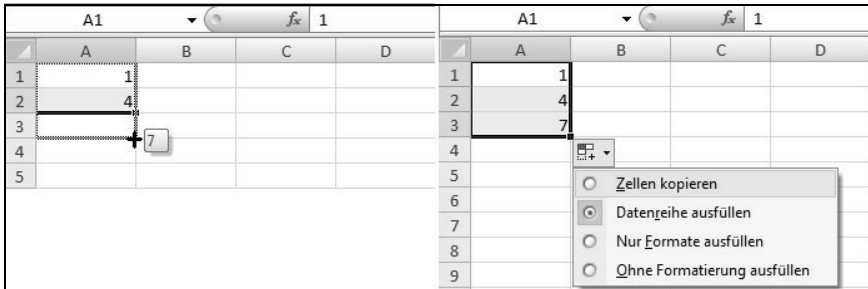 A1 fx 1
A B C D
1 1
2 4
3
4 7
5
A1 fx 1
A B C D
1 1
2 4
3 7
4
5 Zellen kopieren
6 Datenreihe ausfüllen
7 Nur Formate ausfüllen
8
9 Ohne Formatierung ausfüllen